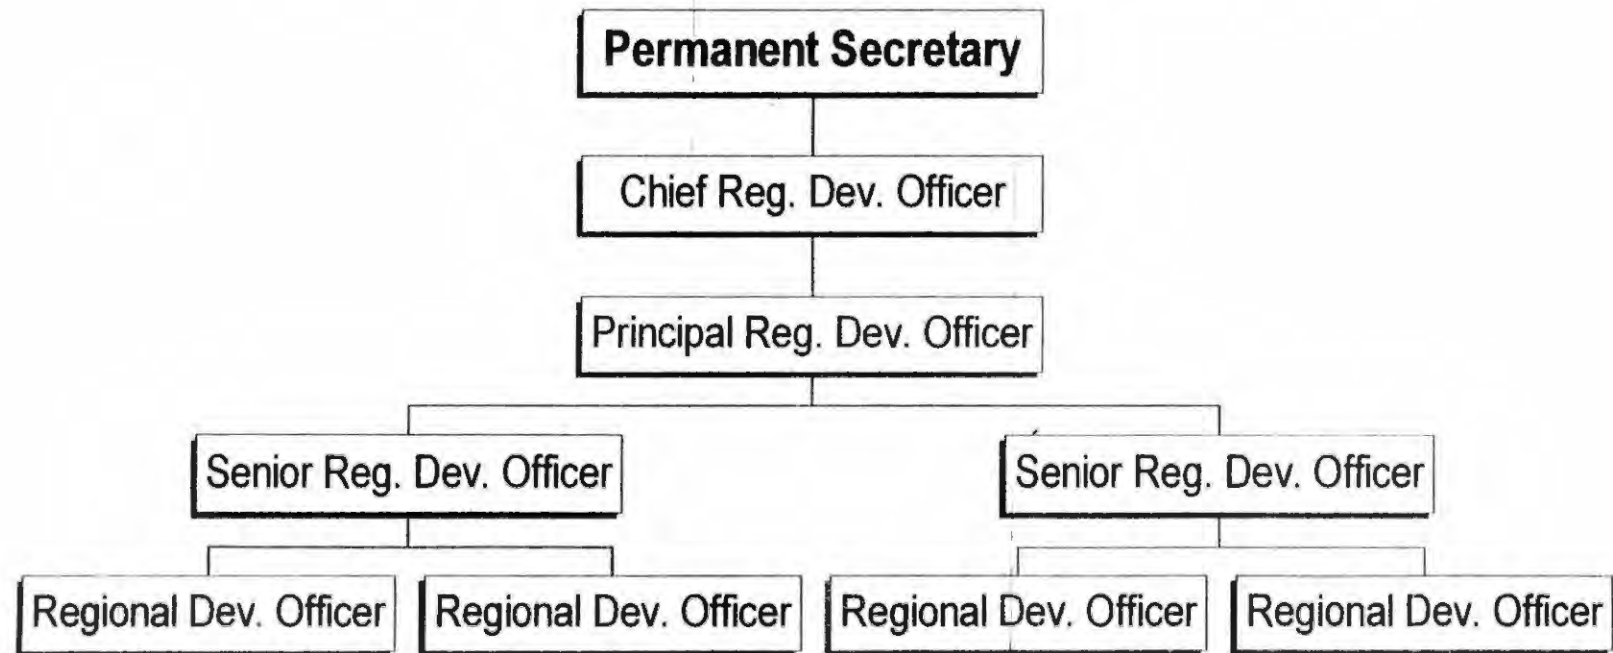 Permanent Secretary
Chief Reg. Dev. Officer
Principal Reg. Dev. Officer
Senior Reg. Dev. Officer
Senior Reg. Dev. Officer
Regional Dev. Officer
Regional Dev. Officer
Regional Dev. Officer
Regional Dev. Officer